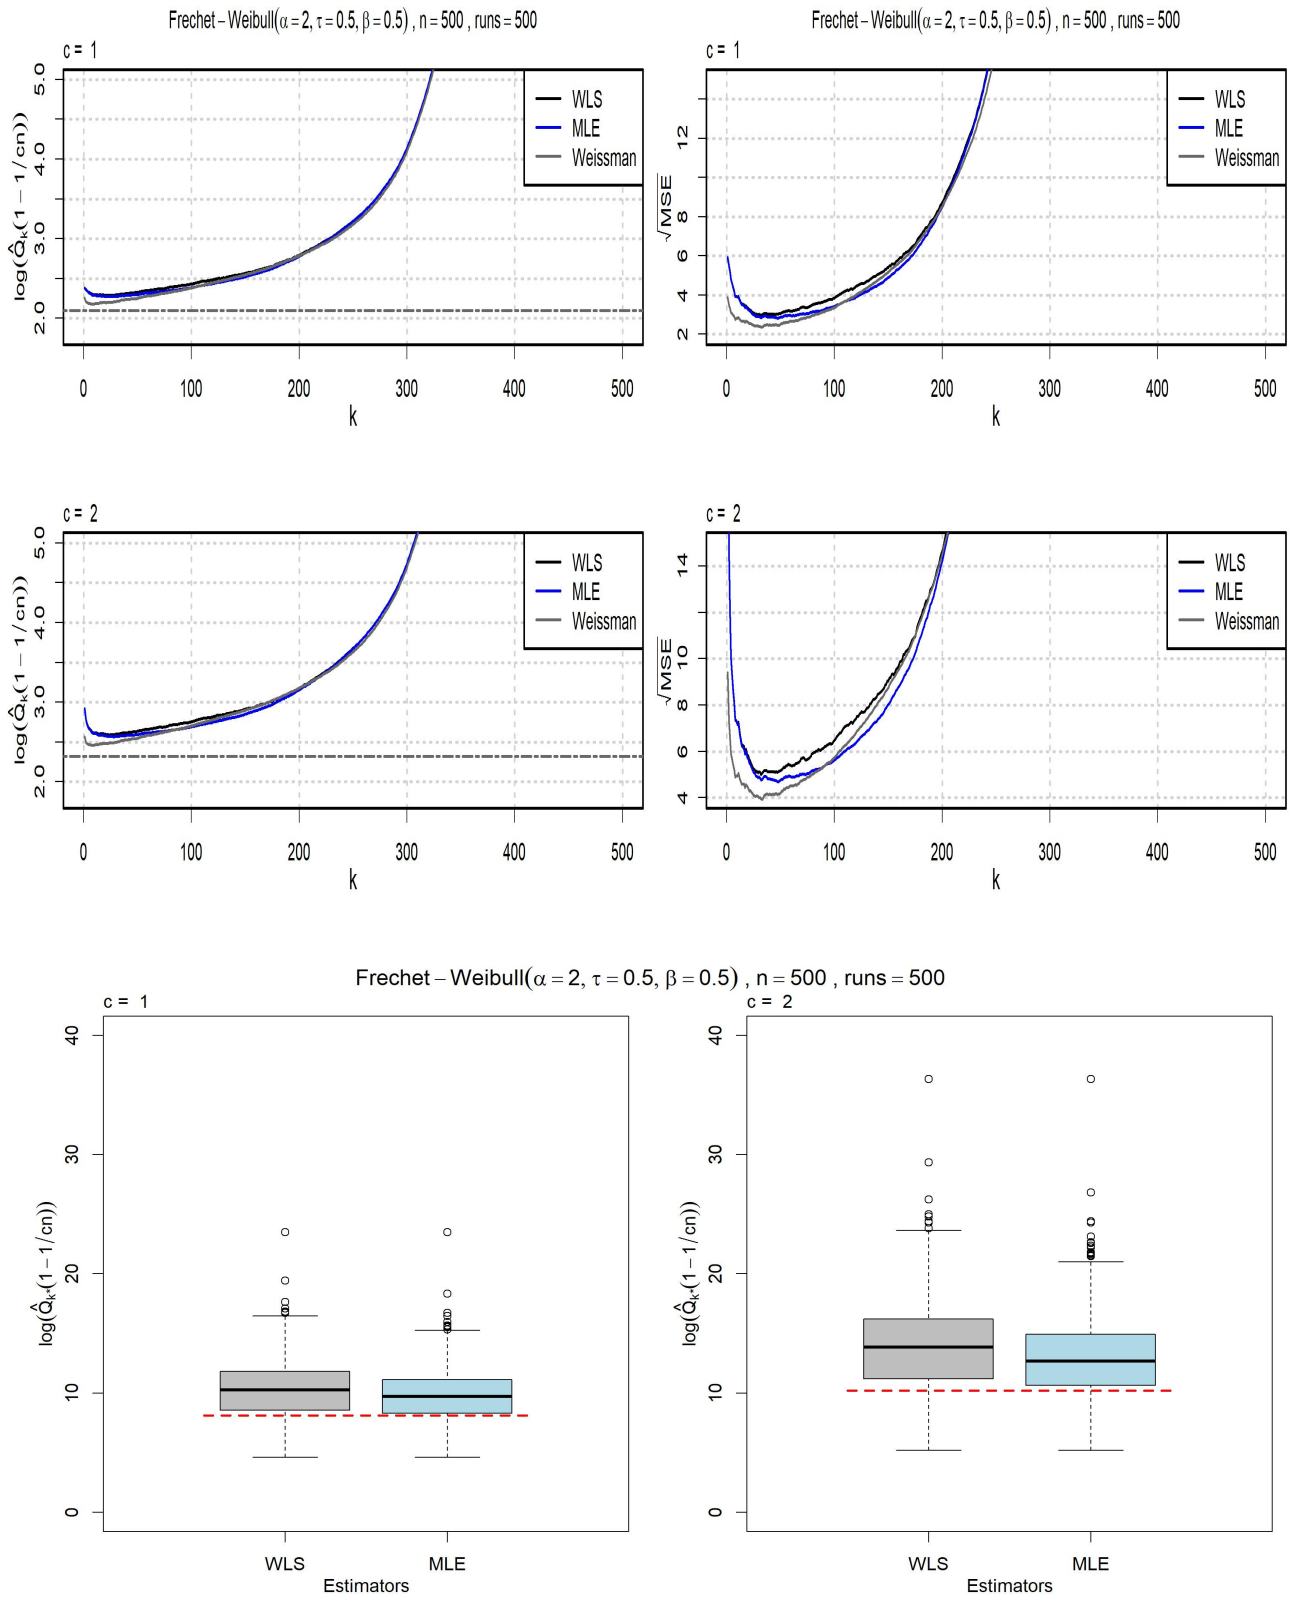 Frechet − Weibull(α = 2, τ = 0.5, β = 0.5) , n = 500 , runs = 500
c = 1
log(Q̂k(1 − 1/cn))
5.0
4.0
3.0
2.0
WLS
MLE
Weissman
0 100 200 300 400 500
k
Frechet − Weibull(α = 2, τ = 0.5, β = 0.5) , n = 500 , runs = 500
c = 1
√MSE
12
8
6
4
2
WLS
MLE
Weissman
0 100 200 300 400 500
k
c = 2
log(Q̂k(1 − 1/cn))
5.0
4.0
3.0
2.0
WLS
MLE
Weissman
0 100 200 300 400 500
k
c = 2
√MSE
14
10
8
6
4
WLS
MLE
Weissman
0 100 200 300 400 500
k
Frechet − Weibull(α = 2, τ = 0.5, β = 0.5) , n = 500 , runs = 500
c = 1
log(Q̂k*(1 − 1/cn))
40
30
20
10
0
WLS MLE
Estimators
c = 2
log(Q̂k*(1 − 1/cn))
40
30
20
10
0
WLS MLE
Estimators